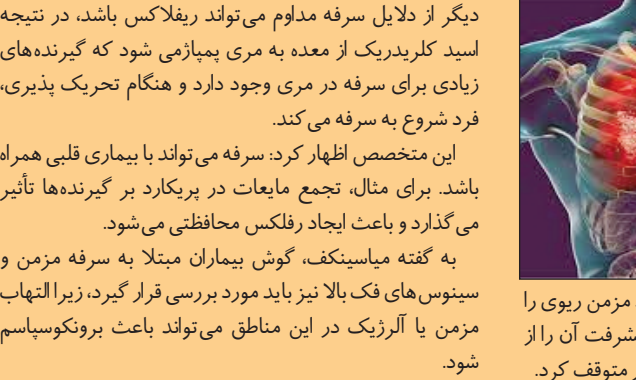 دیگر از دلایل سرفه مداوم می‌تواند ریفلاکس باشد، در نتیجه
اسید کلریدریک از معده به مری پمپاژمی شود که گیرنده‌های
زیادی برای سرفه در مری وجود دارد و هنگام تحریک پذیری،
فرد شروع به سرفه می کند.
این متخصص اظهار کرد: سرفه می‌تواند با بیماری قلبی همراه
باشد. برای مثال، تجمع مایعات در پریکارد بر گیرنده‌ها تأثیر
می گذارد و باعث ایجاد رفلکس محافظتی می‌شود.
به گفته میاسینکف، گوش بیماران مبتلا به سرفه مزمن و
سینوس‌های فک بالا نیز باید مورد بررسی قرار گیرد، زیرا التهاب
مزمن یا آلرژیک در این مناطق می‌تواند باعث برونکوسپاسم
شود.
مزمن ریوی را
شرفت آن را از
متوقف کرد.